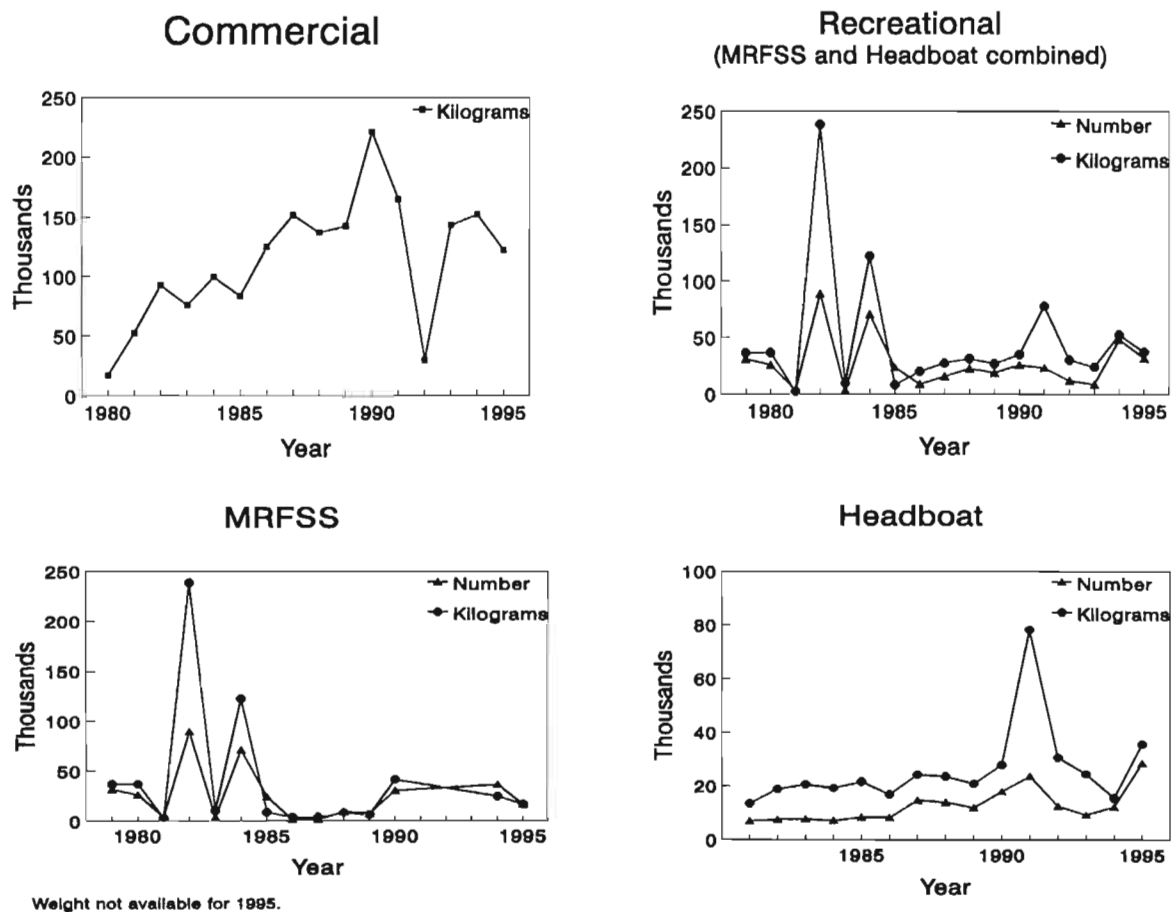 Commercial
250
200
150
100
50
0
Thousands
Kilograms
1980
1985
1990
1995
Year
Recreational
(MRFSS and Headboat combined)
250
200
150
100
50
0
Thousands
Number
Kilograms
1980
1985
1990
1995
Year
MRFSS
250
200
150
100
50
0
Thousands
Number
Kilograms
1980
1985
1990
1995
Year
Headboat
100
80
60
40
20
0
Thousands
Number
Kilograms
1985
1990
1995
Year
Weight not available for 1995.